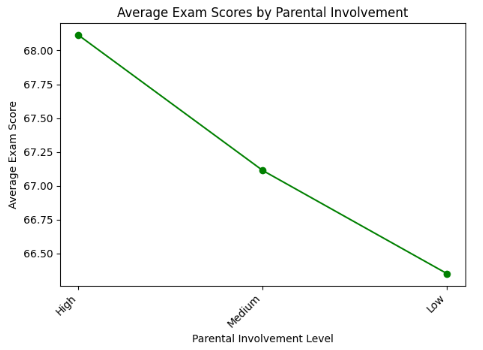 Average Exam Scores by Parental Involvement
Average Exam Score
68.00
67.75
67.50
67.25
67.00
66.75
66.50
High
Medium
Low
Parental Involvement Level